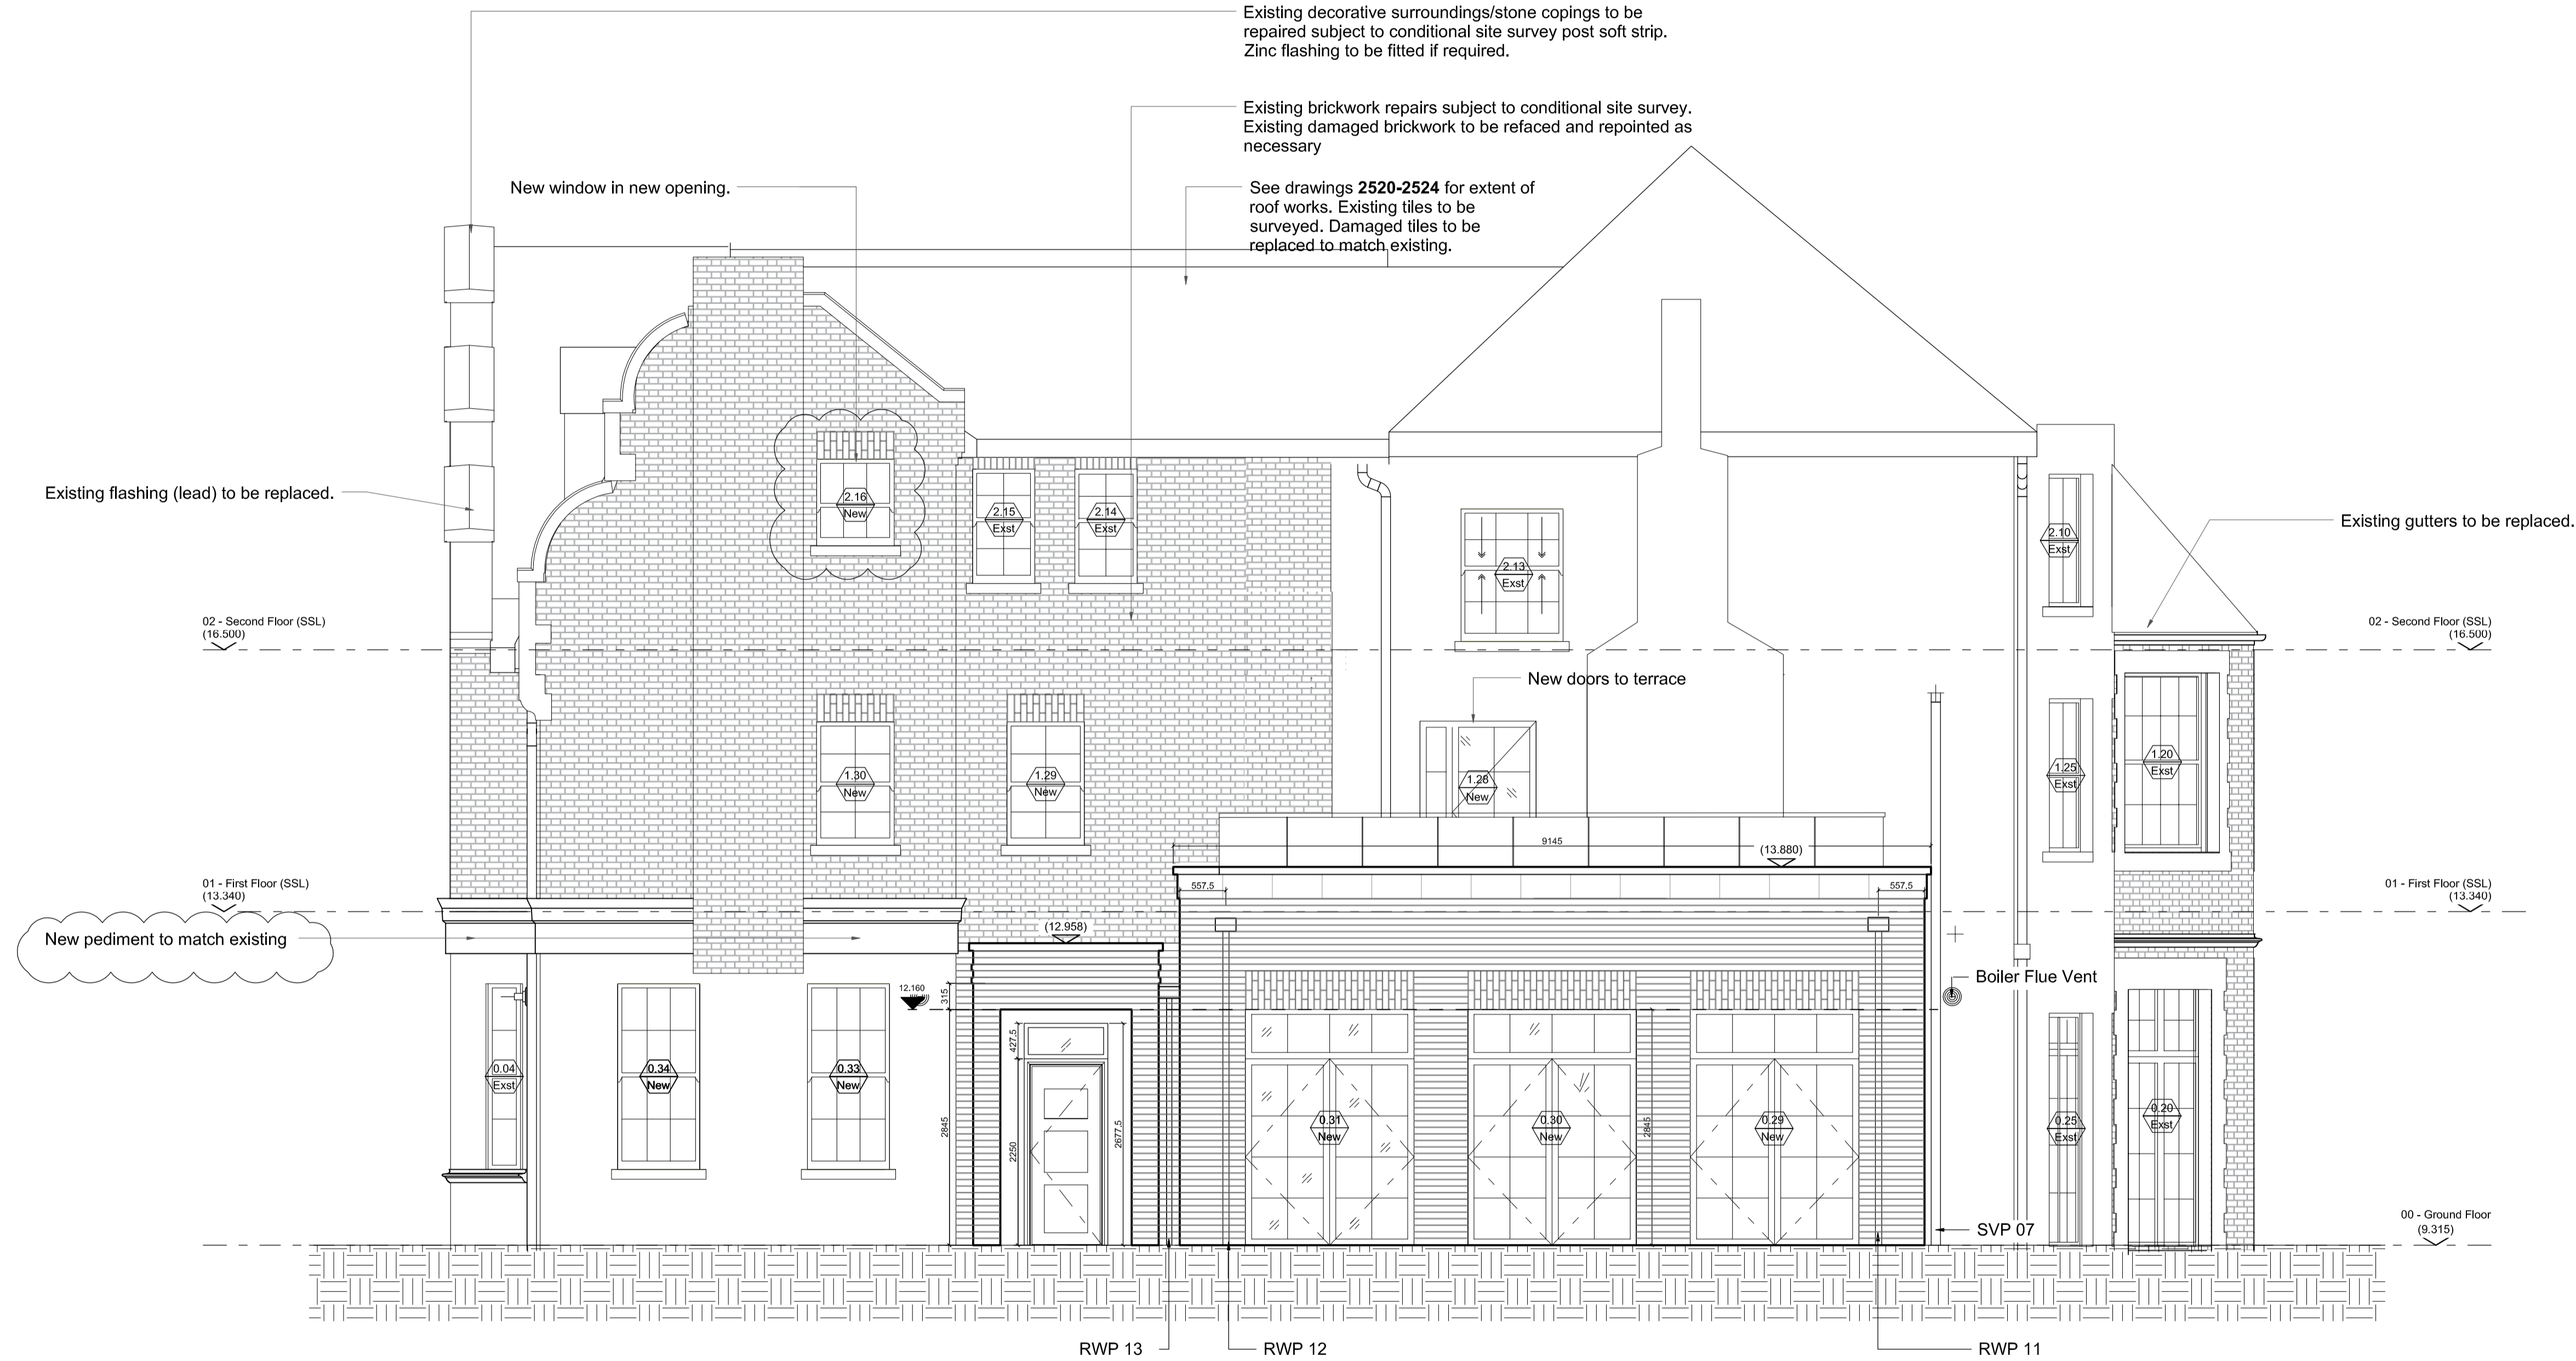 Existing decorative surroundings/stone copings to be
repaired subject to conditional site survey post soft strip.
Zinc flashing to be fitted if required.
Existing brickwork repairs subject to conditional site survey.
Existing damaged brickwork to be refaced and repointed as
necessary
New window in new opening.
See drawings 2520-2524 for extent of
roof works. Existing tiles to be
surveyed. Damaged tiles to be
replaced to match existing.
Existing flashing (lead) to be replaced.
2.16
New
2.15
Exst
2.14
Exst
2.13
Exst
2.10
Exst
Existing gutters to be replaced.
02 - Second Floor (SSL)
(16.500)
02 - Second Floor (SSL)
(16.500)
New doors to terrace
1.30
New
1.29
New
1.28
New
1.25
Exst
1.20
Exst
9145
(13.880)
01 - First Floor (SSL)
(13.340)
557.5
557.5
01 - First Floor (SSL)
(13.340)
New pediment to match existing
(12.958)
Boiler Flue Vent
12.160
315
427.5
0.04
Exst
0.34
New
0.33
New
2845
2250
2677.5
0.31
New
0.30
New
2845
0.29
New
0.25
Exst
0.20
Exst
SVP 07
00 - Ground Floor
(9.315)
RWP 13
RWP 12
RWP 11